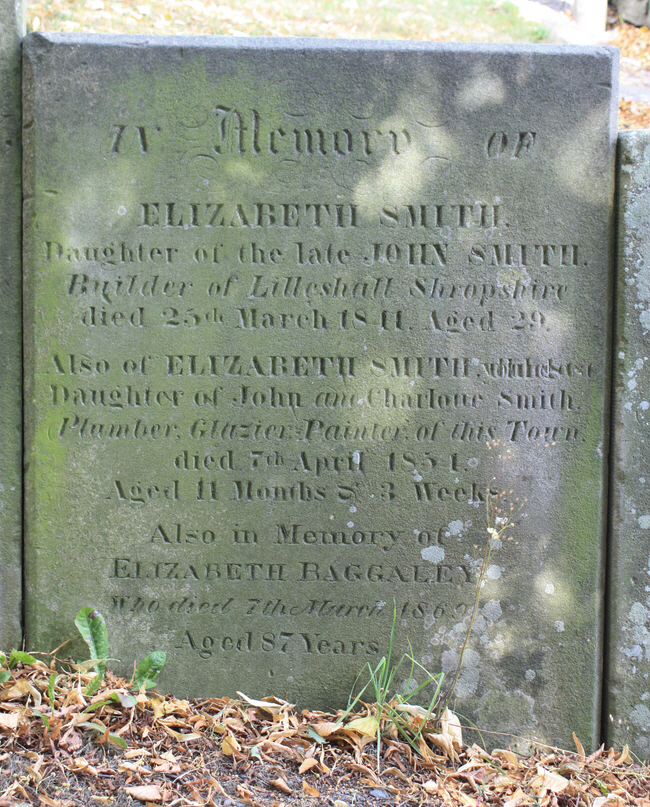 IN Memory OF
ELIZABETH SMITH.
Daughter of the late JOHN SMITH.
Builder of Lilleshall Shropshire
died 25th March 1841. Aged 29.
Also of ELIZABETH SMITH,
Daughter of John and Charlotte Smith,
(Plumber, Glazier, Painter, of this Town,
died 7th April 1854.
Aged 11 Months & 3 Weeks
Also in Memory of
ELIZABETH BAGGALEY
Who died 7th March 1869
Aged 87 Years